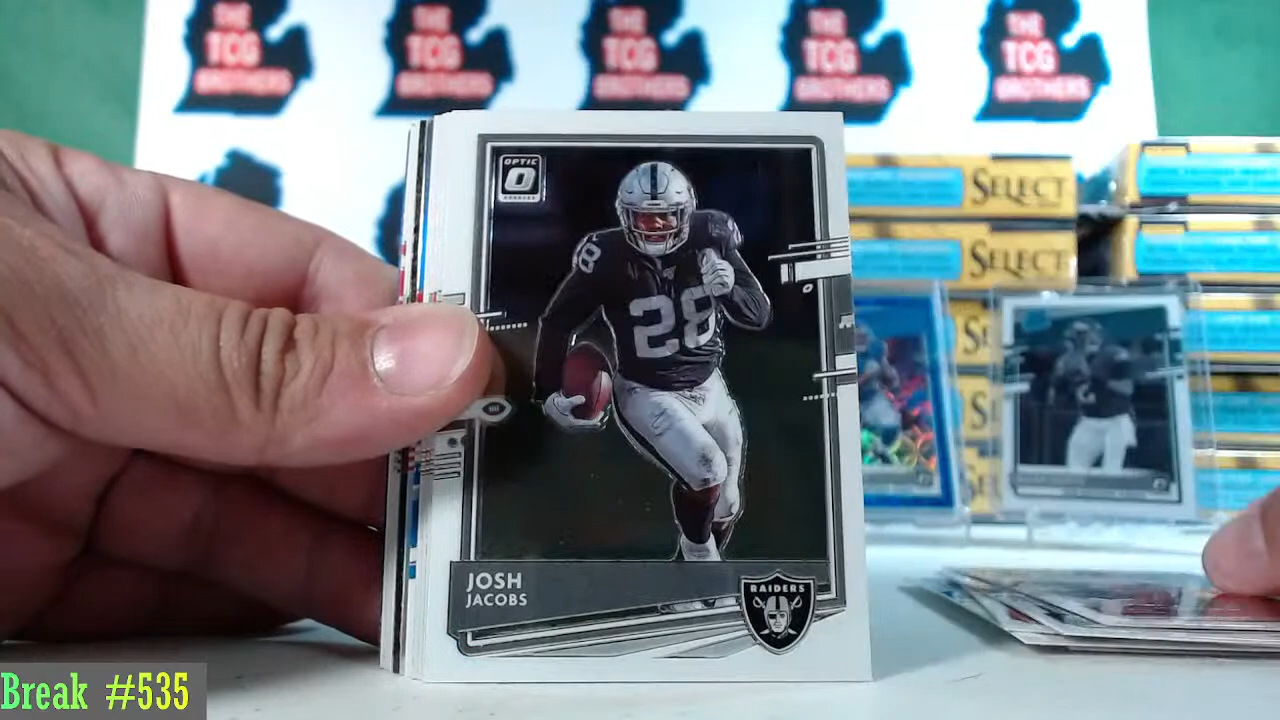 THE
TCG
BROTHERS
THE
TCG
BROTHERS
THE
TCG
BROTHERS
THE
TCG
BROTHERS
THE
TCG
BROTHERS
OPTIC
SELECT
SELECT
28
28
JOSH
JACOBS
RAIDERS
Break #535